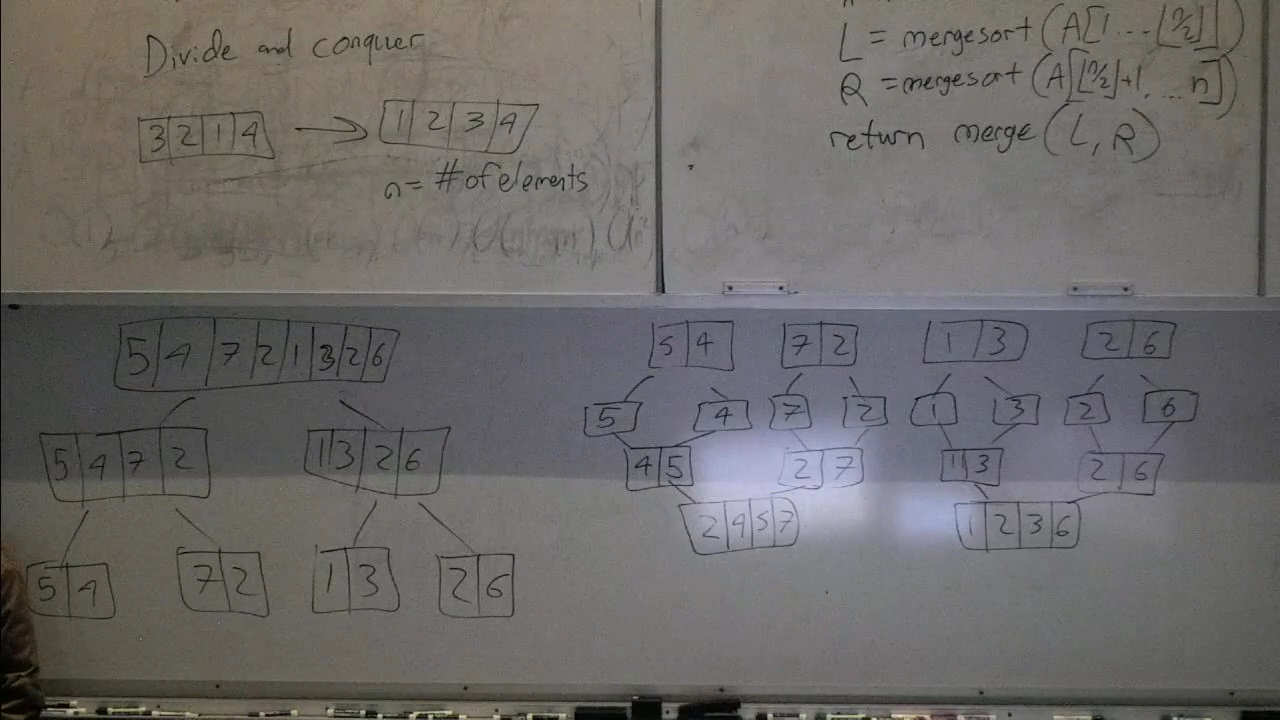 Divide and conquer
3 2 1 4 → 1 2 3 4
n = # of elements
L = mergesort (A[1 ... ⌊n/2⌋])
R = mergesort (A[⌊n/2⌋+1, ... n])
return merge (L, R)
5 4 7 2 1 3 2 6
5 4 7 2 1 3 2 6
5 4 7 2 1 3 2 6
5 4 7 2 1 3 2 6
5 4 7 2 1 3 2 6
4 5 2 7 1 3 2 6
2 4 5 7 1 2 3 6